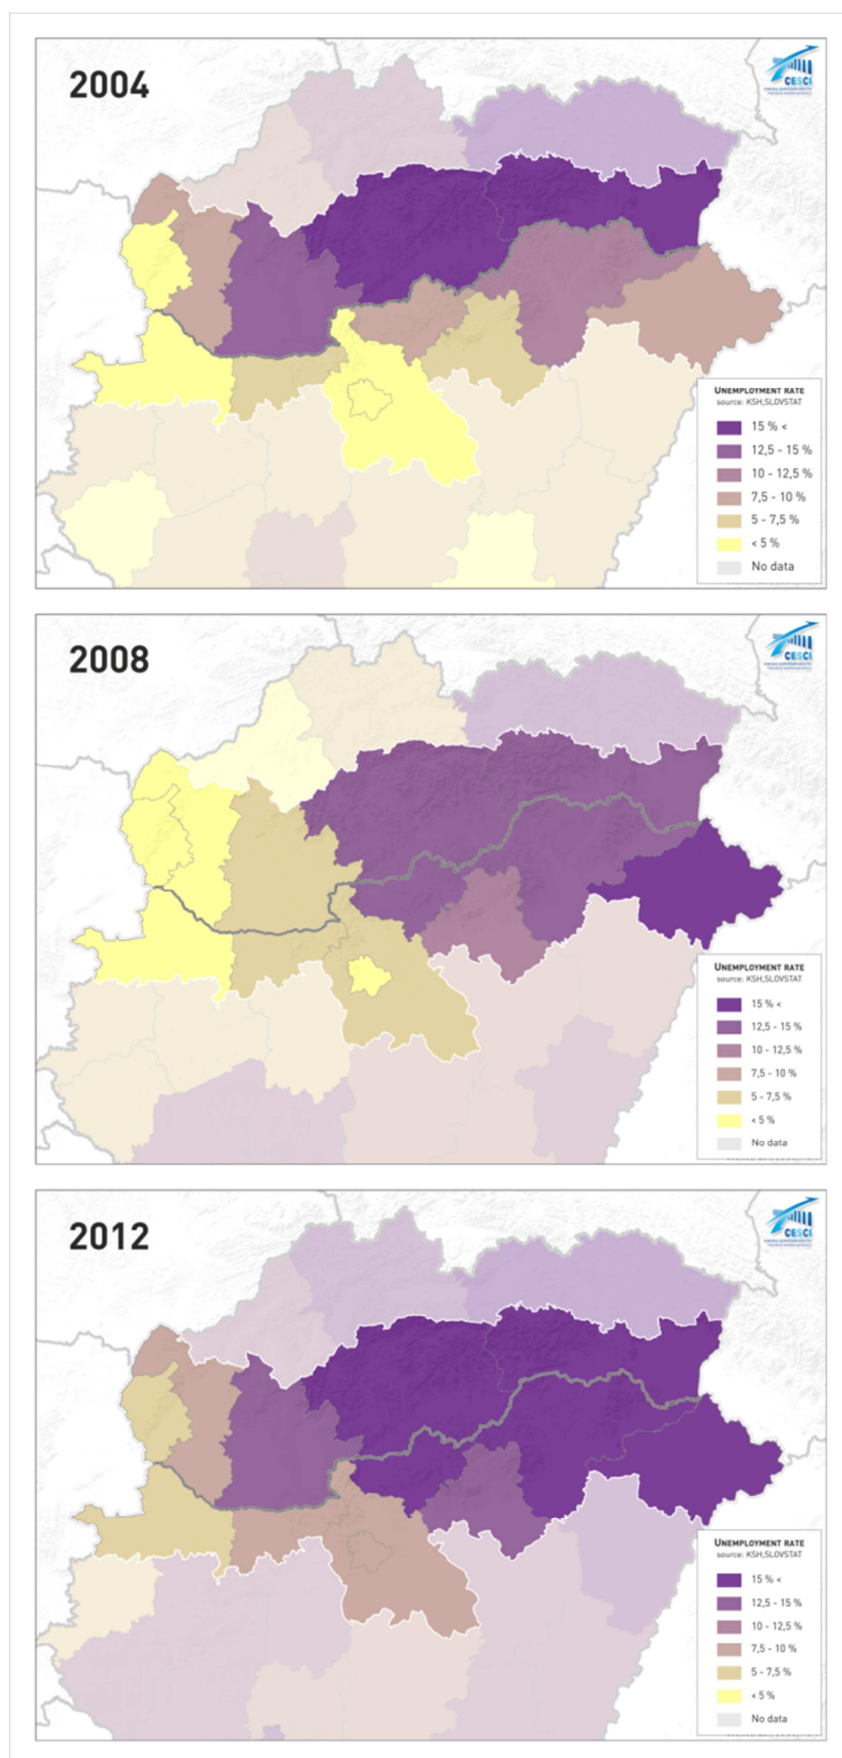 2004
CESCI
UNEMPLOYMENT RATE
source: KSH,SLOVSTAT
15 % <
12,5 - 15 %
10 - 12,5 %
7,5 - 10 %
5 - 7,5 %
< 5 %
No data
2008
CESCI
UNEMPLOYMENT RATE
source: KSH,SLOVSTAT
15 % <
12,5 - 15 %
10 - 12,5 %
7,5 - 10 %
5 - 7,5 %
< 5 %
No data
2012
CESCI
UNEMPLOYMENT RATE
source: KSH,SLOVSTAT
15 % <
12,5 - 15 %
10 - 12,5 %
7,5 - 10 %
5 - 7,5 %
< 5 %
No data